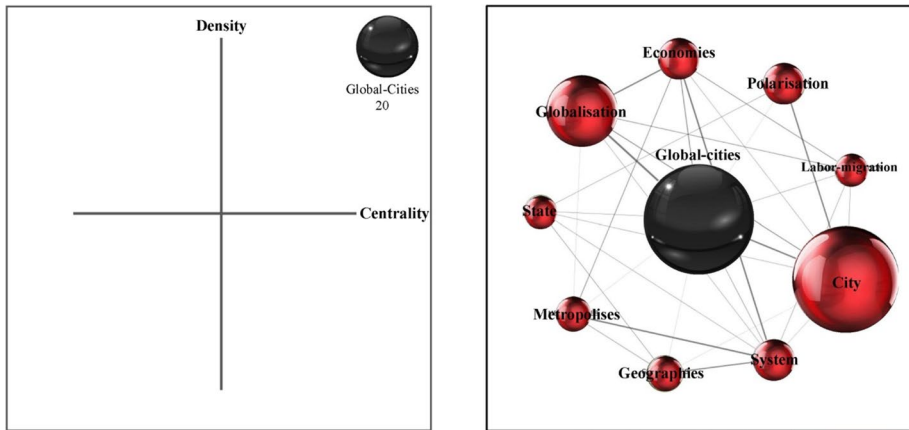 Density
Global-Cities
20
Centrality
Economies
Polarisation
Globalisation
Global-cities
Labor-migration
State
City
Metropolises
System
Geographies